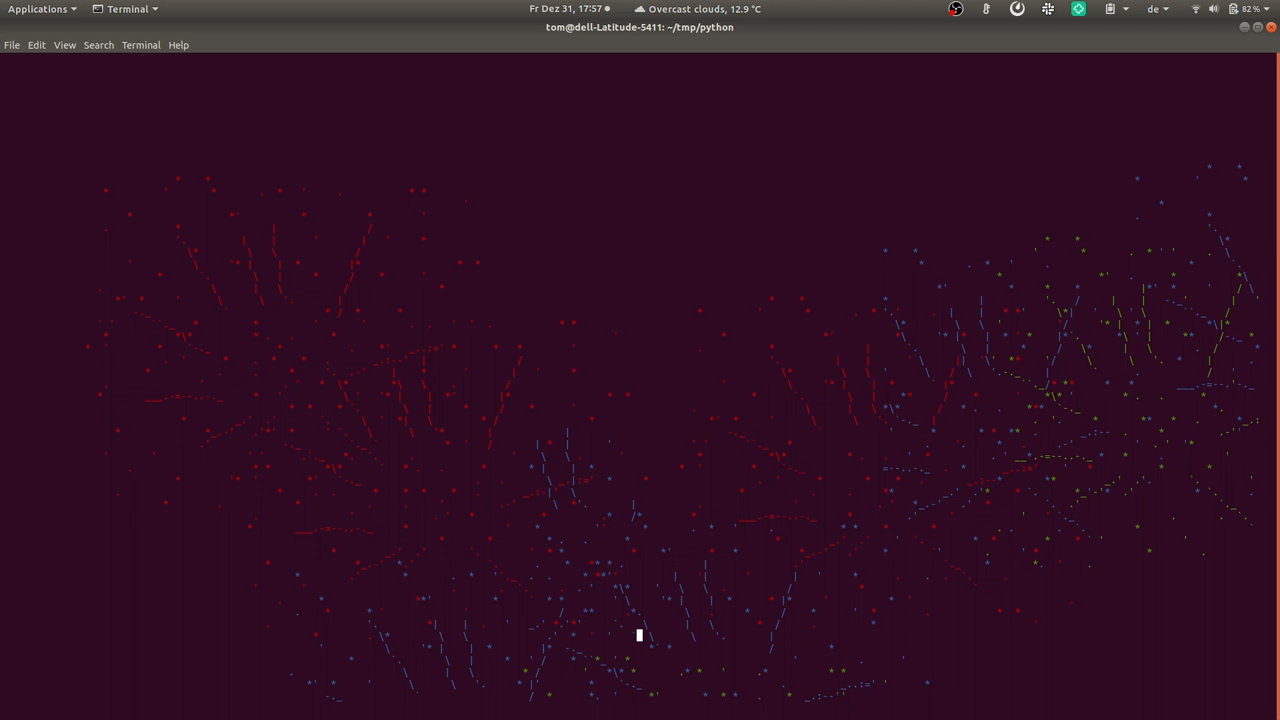 Applications Terminal Fr Dez 31, 17:57 Overcast clouds, 12.9 °C de 82 %
tom@dell-Latitude-5411: ~/tmp/python
File Edit View Search Terminal Help